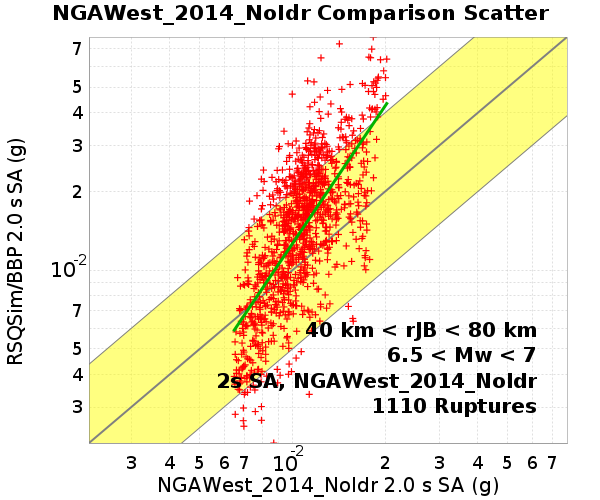 NGAWest_2014_NoIdr Comparison Scatter
RSQSim/BBP 2.0 s SA (g)
7
5
4
3
2
10-2
7
5
4
3
40 km < rJB < 80 km
6.5 < Mw < 7
2s SA, NGAWest_2014_NoIdr
1110 Ruptures
3 4 5 6 7 10-2 2 3 4 5 6 7
NGAWest_2014_NoIdr 2.0 s SA (g)